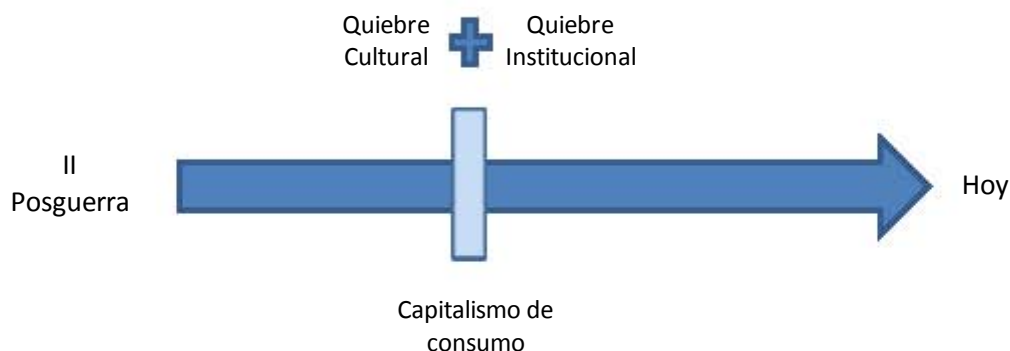 Quiebre
Cultural
Quiebre
Institucional
II
Posguerra
Hoy
Capitalismo de
consumo